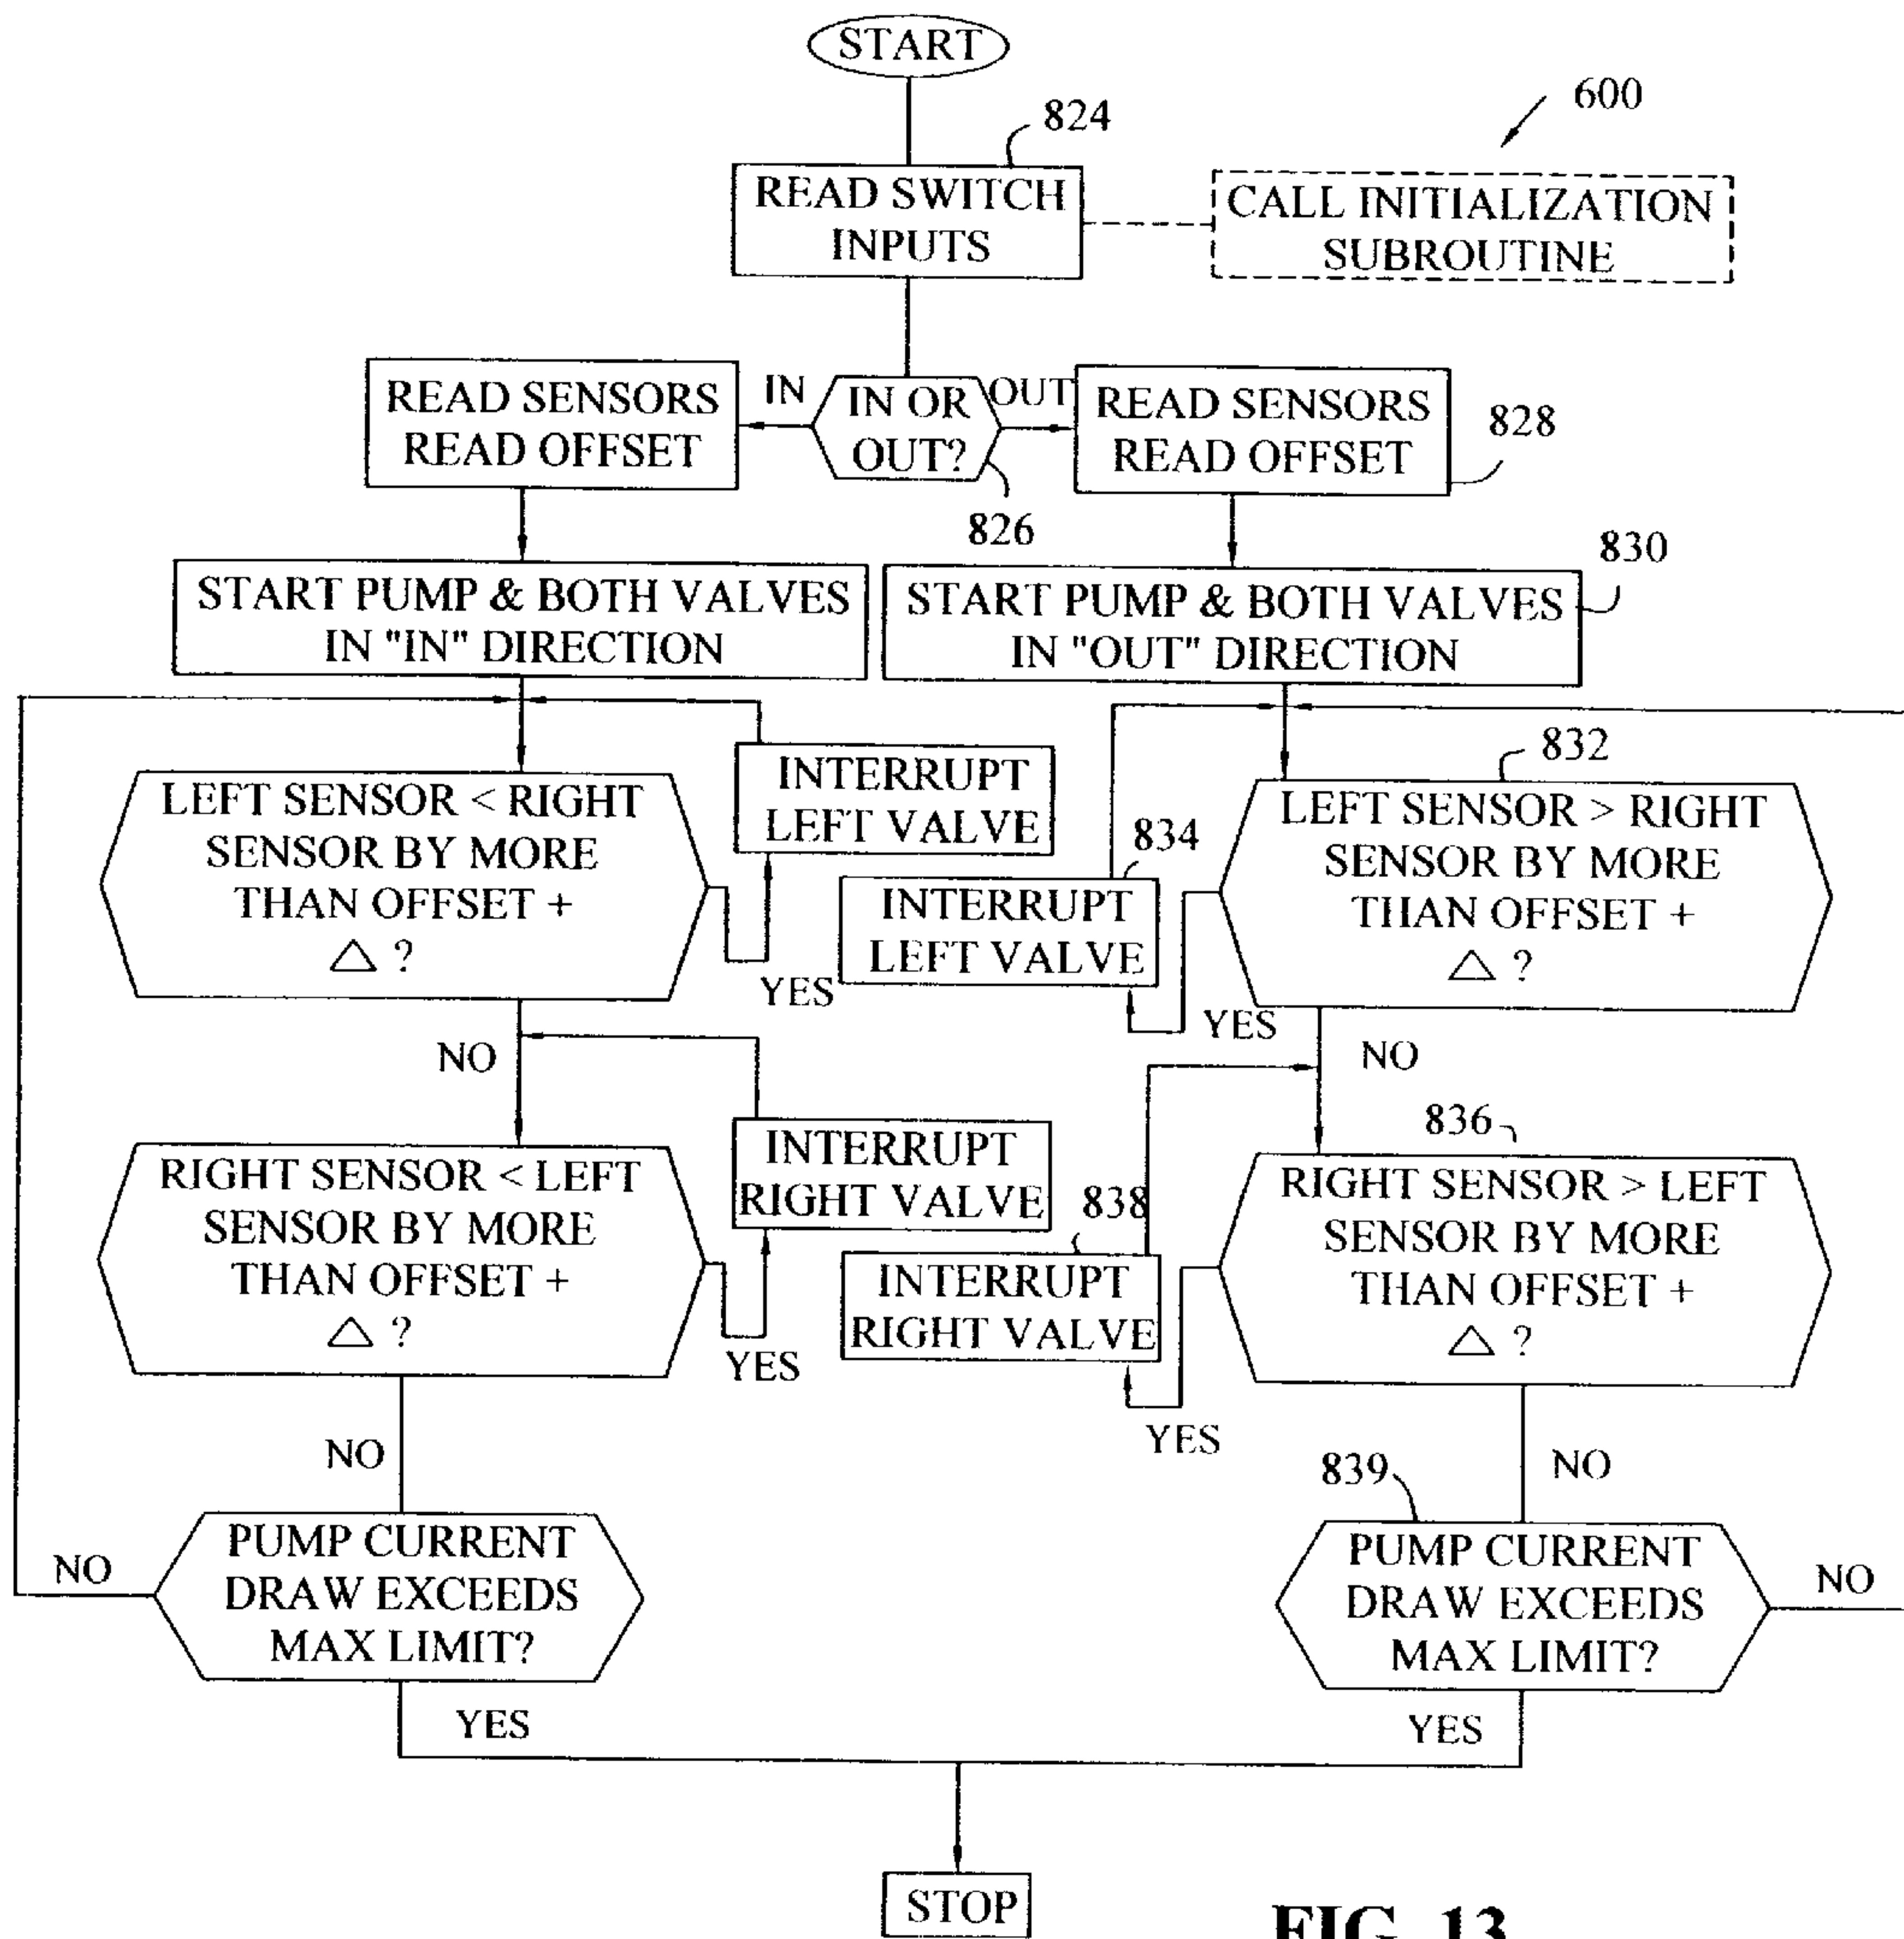 START
600
824
READ SWITCH
INPUTS
CALL INITIALIZATION
SUBROUTINE
READ SENSORS
READ OFFSET
IN
IN OR
OUT?
OUT
READ SENSORS
READ OFFSET
828
826
830
START PUMP & BOTH VALVES
IN "IN" DIRECTION
START PUMP & BOTH VALVES
IN "OUT" DIRECTION
LEFT SENSOR < RIGHT
SENSOR BY MORE
THAN OFFSET +
△ ?
INTERRUPT
LEFT VALVE
YES
834
INTERRUPT
LEFT VALVE
832
LEFT SENSOR > RIGHT
SENSOR BY MORE
THAN OFFSET +
△ ?
YES
NO
NO
RIGHT SENSOR < LEFT
SENSOR BY MORE
THAN OFFSET +
△ ?
INTERRUPT
RIGHT VALVE
YES
838
INTERRUPT
RIGHT VALVE
836
RIGHT SENSOR > LEFT
SENSOR BY MORE
THAN OFFSET +
△ ?
YES
NO
NO
839
NO
PUMP CURRENT
DRAW EXCEEDS
MAX LIMIT?
PUMP CURRENT
DRAW EXCEEDS
MAX LIMIT?
NO
YES
YES
STOP
FIG. 13